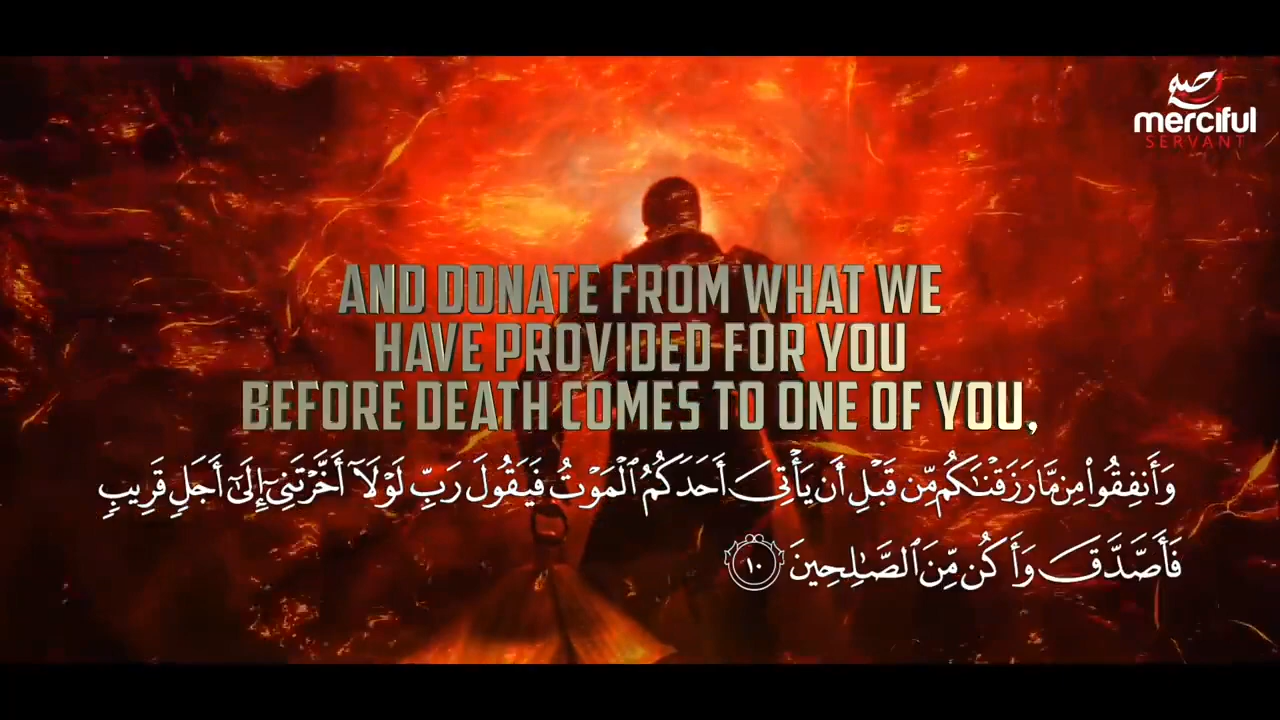 merciful
SERVANT
AND DONATE FROM WHAT WE
HAVE PROVIDED FOR YOU
BEFORE DEATH COMES TO ONE OF YOU,
وَأَنفِقُوا۟ مِن مَّا رَزَقْنَٰكُم مِّن قَبْلِ أَن يَأْتِىَ أَحَدَكُمُ ٱلْمَوْتُ فَيَقُولَ رَبِّ لَوْلَآ أَخَّرْتَنِىٓ إِلَىٰٓ أَجَلٍ قَرِيبٍ
فَأَصَّدَّقَ وَأَكُن مِّنَ ٱلصَّٰلِحِينَ ١٠